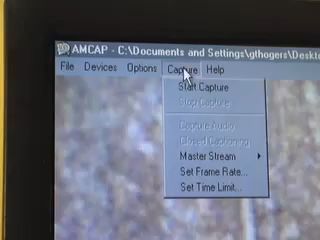 AMCAP - C:\Documents and Settings\gthogers\Deskto
File Devices Options Capture Help
Start Capture
Stop Capture
Capture Audio
Closed Captioning
Master Stream
Set Frame Rate...
Set Time Limit...